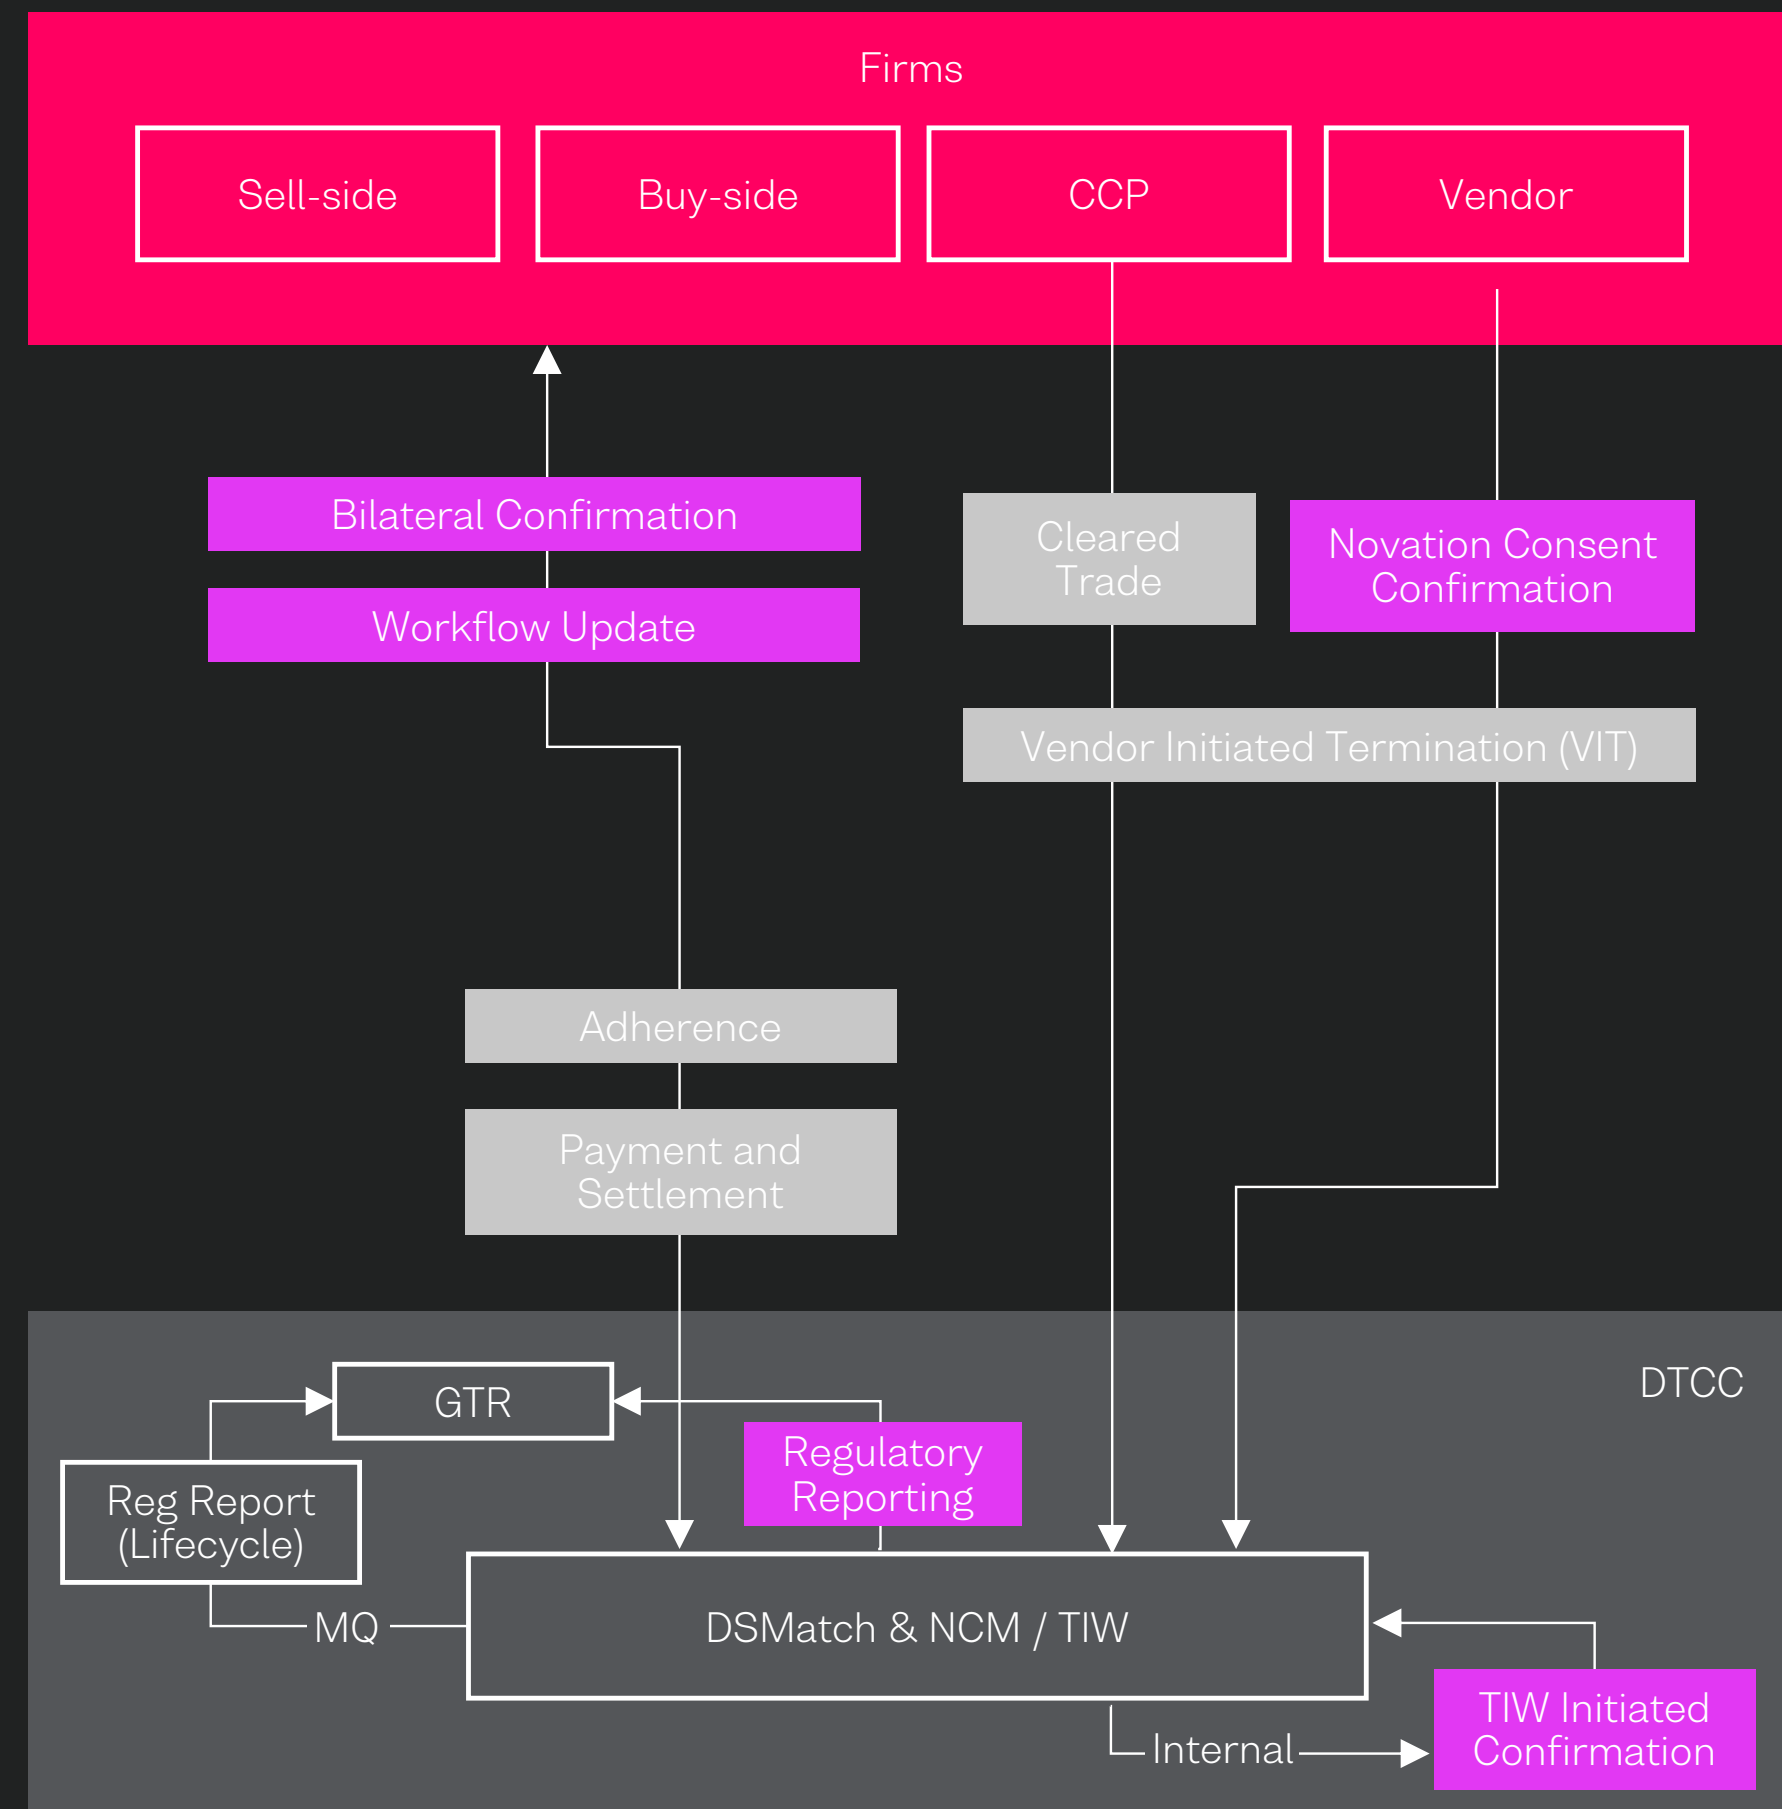 Firms
Sell-side
Buy-side
CCP
Vendor
Bilateral Confirmation
Workflow Update
Cleared
Trade
Novation Consent
Confirmation
Vendor Initiated Termination (VIT)
Adherence
Payment and
Settlement
DTCC
GTR
Regulatory
Reporting
Reg Report
(Lifecycle)
MQ
DSMatch & NCM / TIW
Internal
TIW Initiated
Confirmation